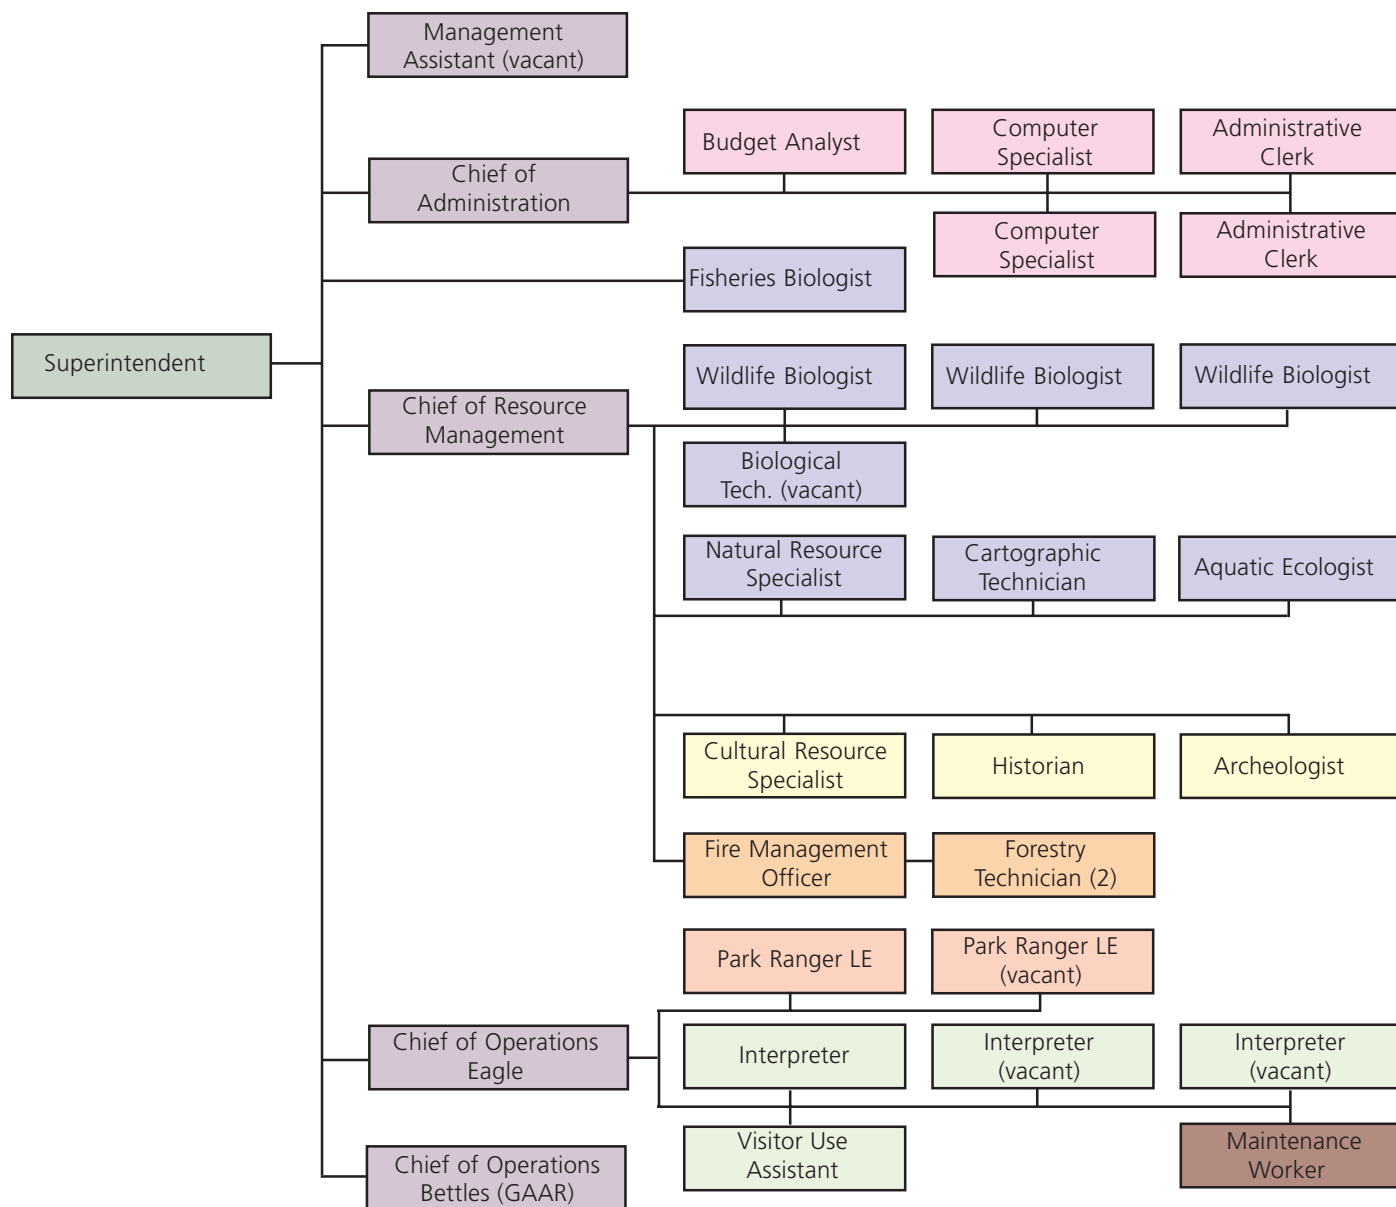 Management
Assistant (vacant)
Budget Analyst
Computer
Specialist
Administrative
Clerk
Chief of
Administration
Computer
Specialist
Administrative
Clerk
Fisheries Biologist
Superintendent
Wildlife Biologist
Wildlife Biologist
Wildlife Biologist
Chief of Resource
Management
Biological
Tech. (vacant)
Natural Resource
Specialist
Cartographic
Technician
Aquatic Ecologist
Cultural Resource
Specialist
Historian
Archeologist
Fire Management
Officer
Forestry
Technician (2)
Park Ranger LE
Park Ranger LE
(vacant)
Chief of Operations
Eagle
Interpreter
Interpreter
(vacant)
Interpreter
(vacant)
Visitor Use
Assistant
Maintenance
Worker
Chief of Operations
Bettles (GAAR)